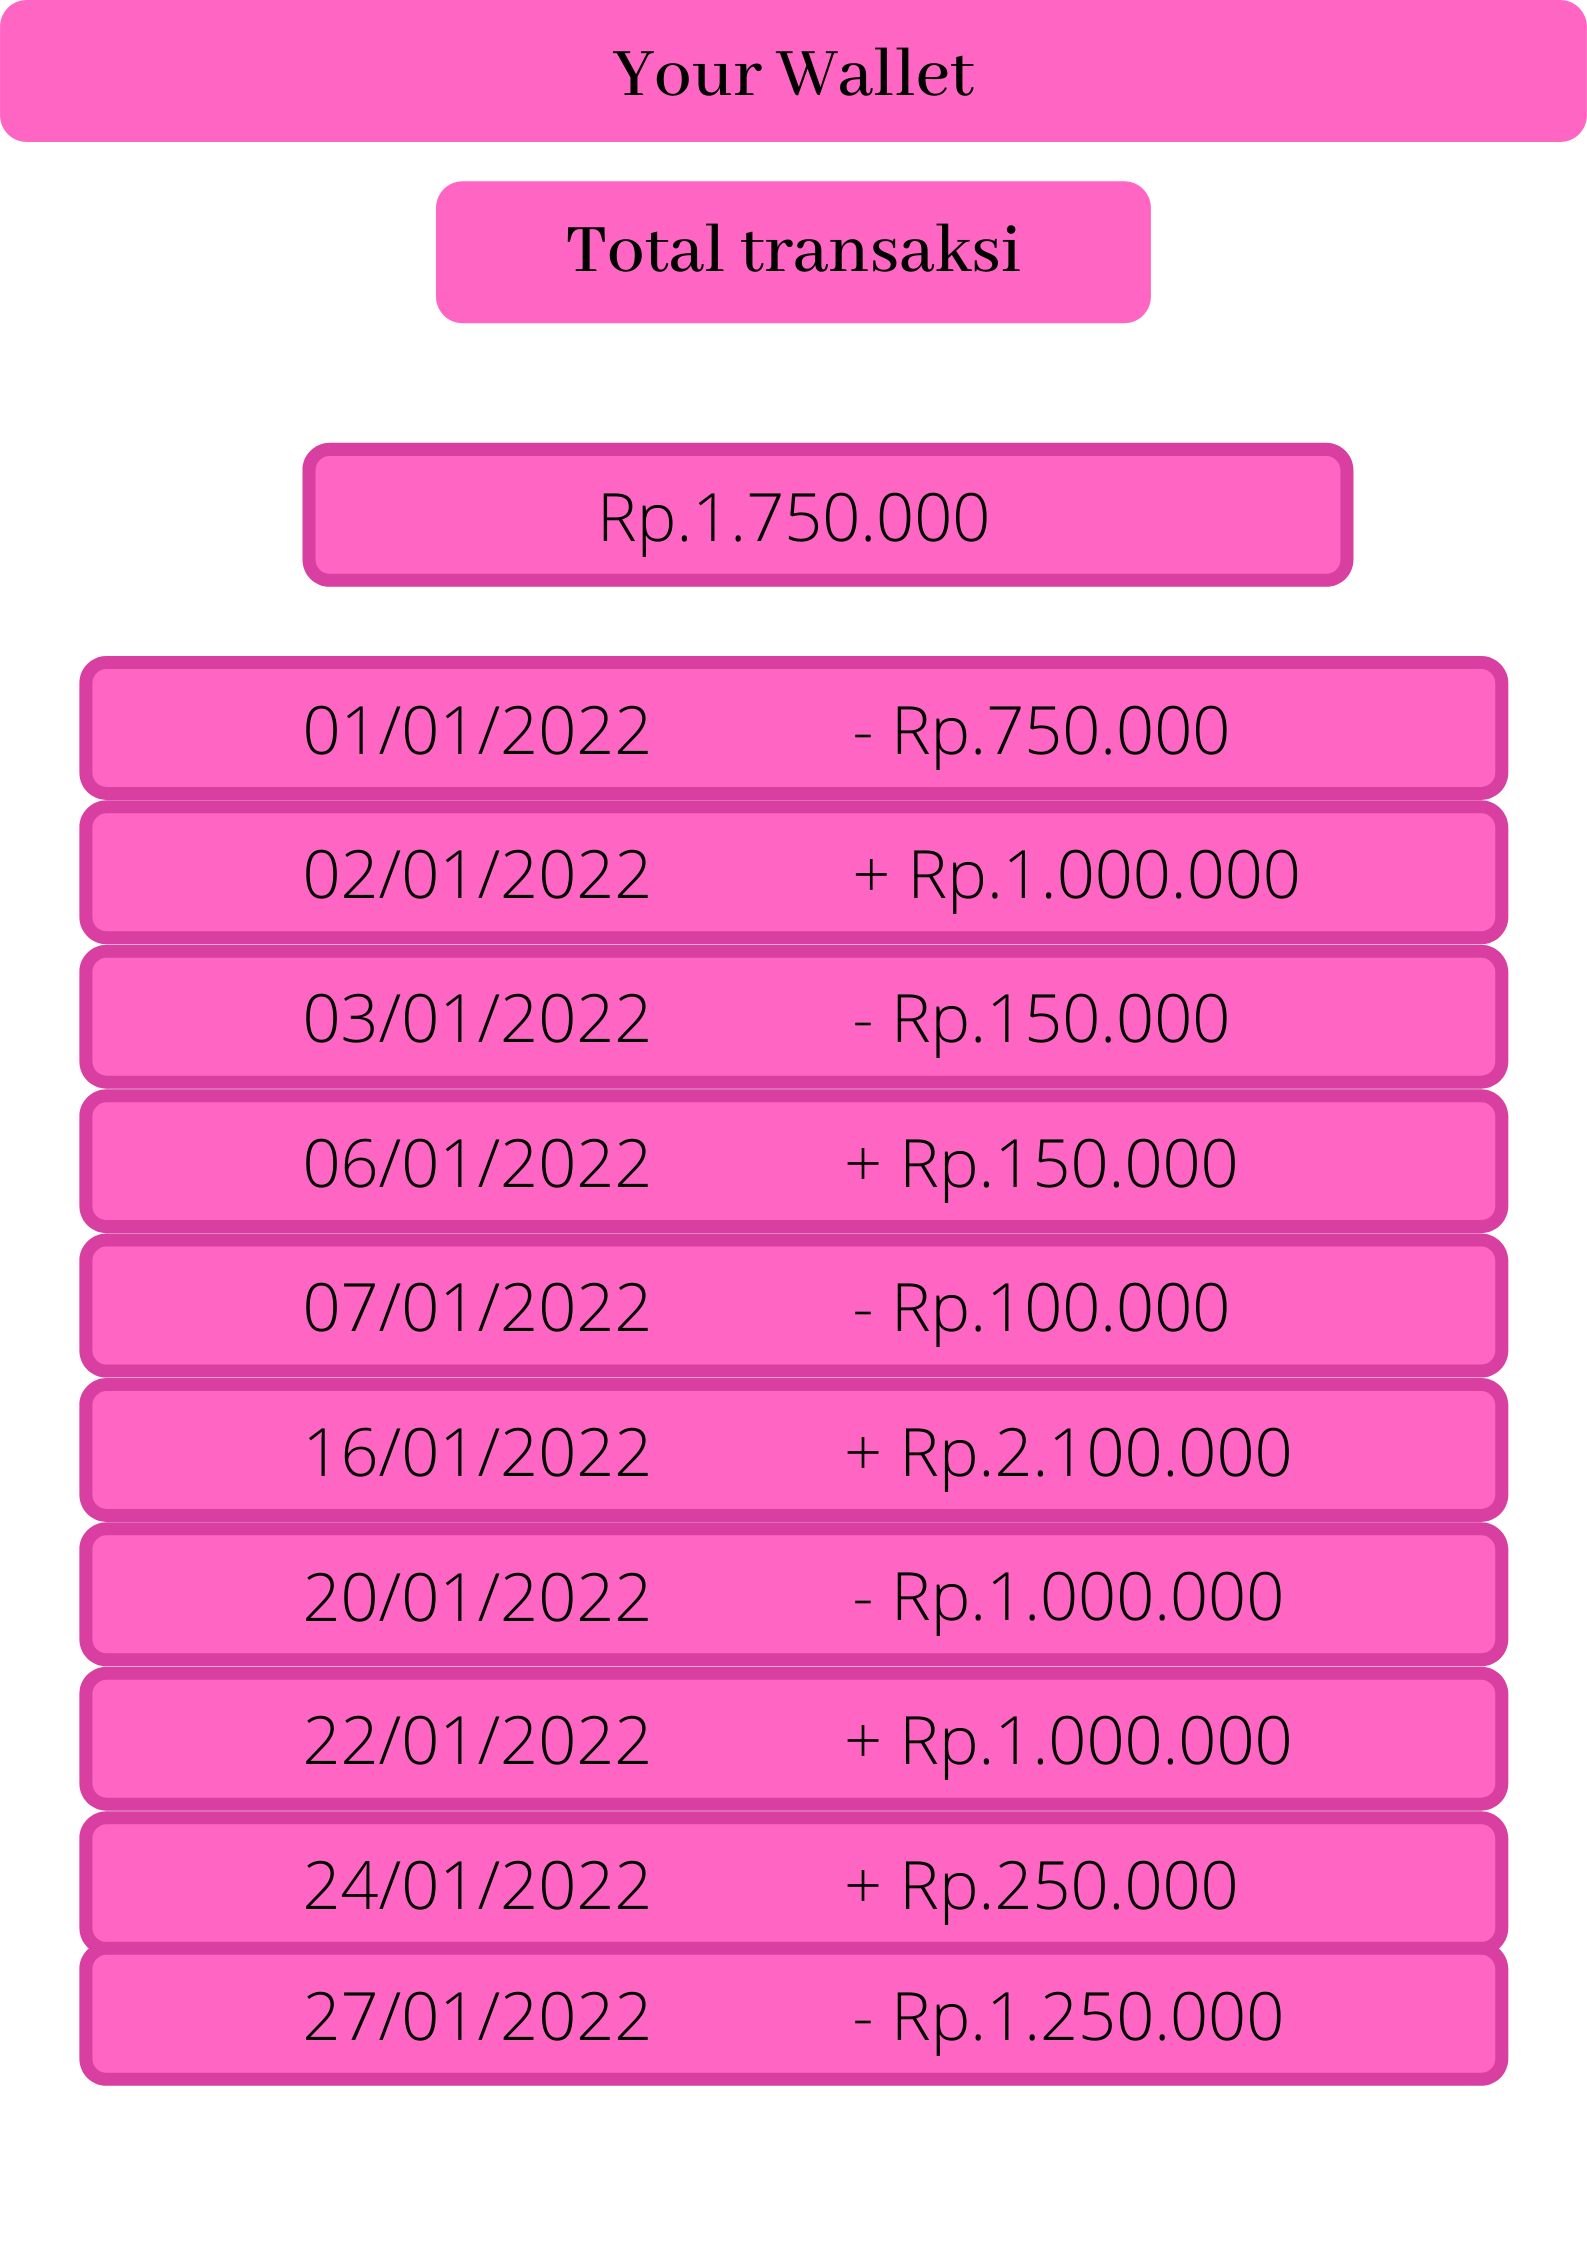 Your Wallet
Total transaksi
Rp.1.750.000
01/01/2022 - Rp.750.000
02/01/2022 + Rp.1.000.000
03/01/2022 - Rp.150.000
06/01/2022 + Rp.150.000
07/01/2022 - Rp.100.000
16/01/2022 + Rp.2.100.000
20/01/2022 - Rp.1.000.000
22/01/2022 + Rp.1.000.000
24/01/2022 + Rp.250.000
27/01/2022 - Rp.1.250.000